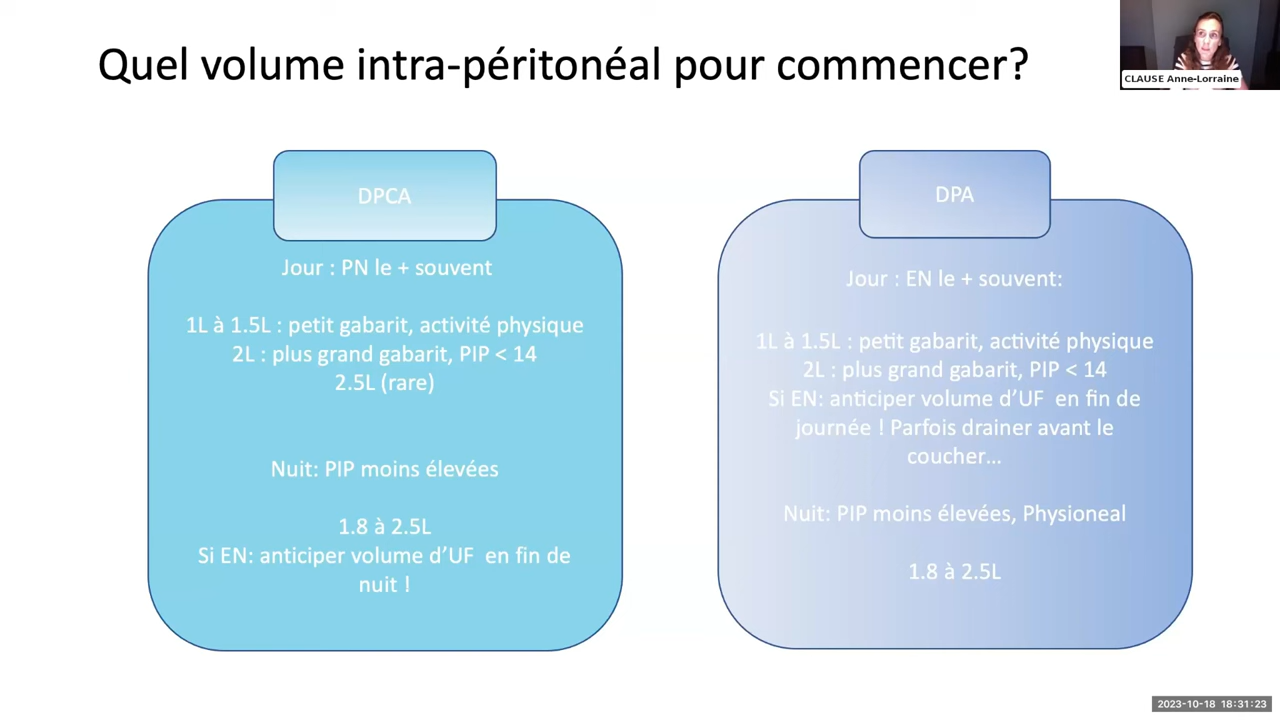 Quel volume intra-péritonéal pour commencer?
CLAUSE Anne-Lorraine
DPCA
Jour : PN le + souvent
1L à 1.5L : petit gabarit, activité physique
2L : plus grand gabarit, PIP < 14
2.5L (rare)
Nuit: PIP moins élevées
1.8 à 2.5L
Si EN: anticiper volume d’UF en fin de
nuit !
DPA
Jour : EN le + souvent:
1L à 1.5L : petit gabarit, activité physique
2L : plus grand gabarit, PIP < 14
Si EN: anticiper volume d’UF en fin de
journée ! Parfois drainer avant le
coucher…
Nuit: PIP moins élevées, Physioneal
1.8 à 2.5L
2023-10-18 18:31:23